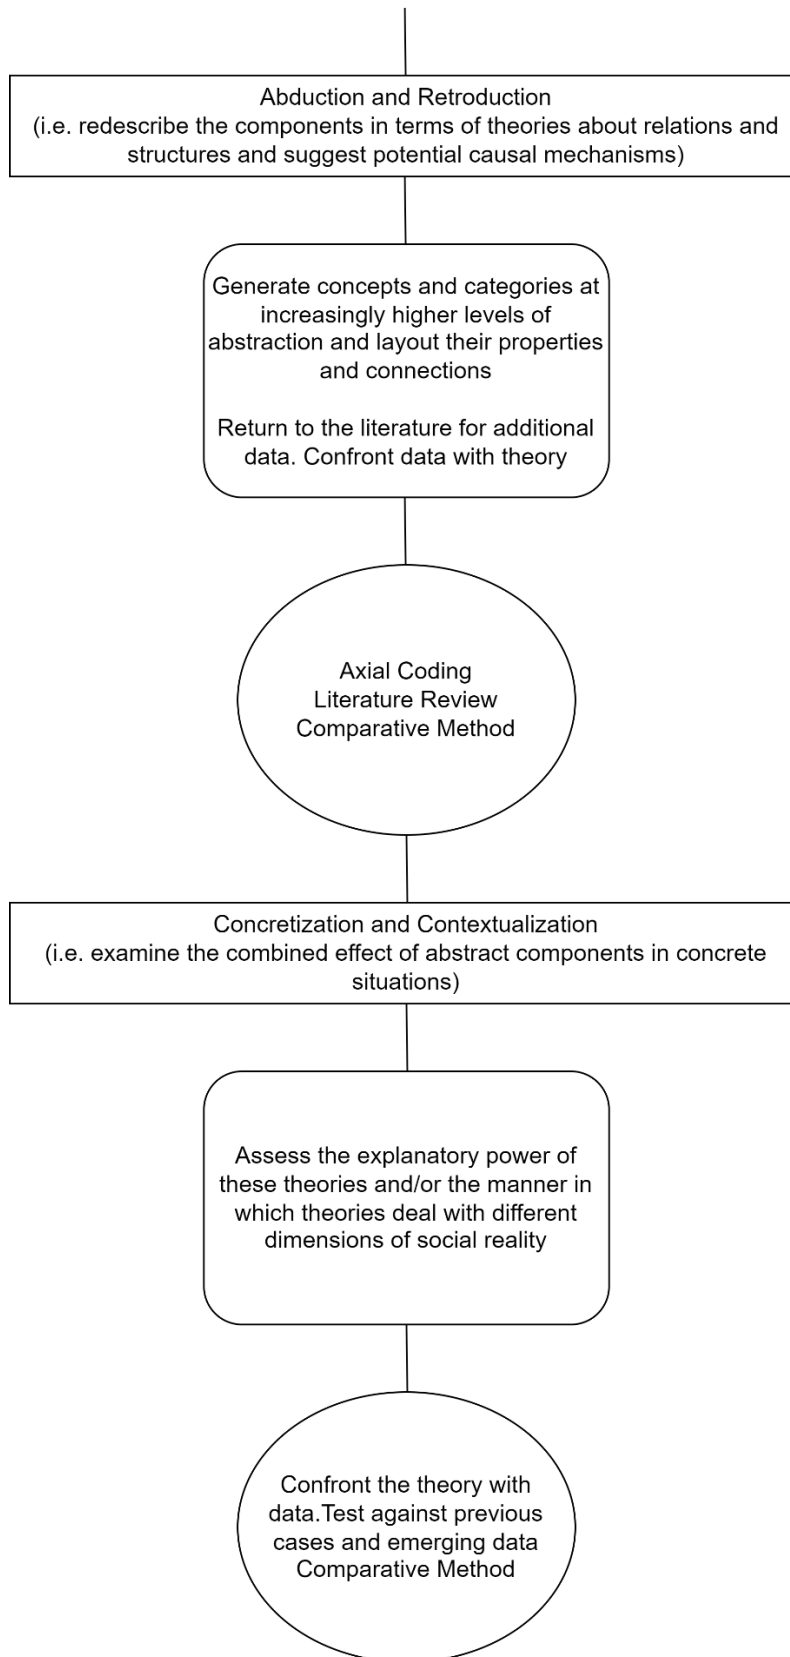 Abduction and Retroduction
(i.e. redescribe the components in terms of theories about relations and
structures and suggest potential causal mechanisms)
Generate concepts and categories at
increasingly higher levels of
abstraction and layout their properties
and connections
Return to the literature for additional
data. Confront data with theory
Axial Coding
Literature Review
Comparative Method
Concretization and Contextualization
(i.e. examine the combined effect of abstract components in concrete
situations)
Assess the explanatory power of
these theories and/or the manner in
which theories deal with different
dimensions of social reality
Confront the theory with
data.Test against previous
cases and emerging data
Comparative Method